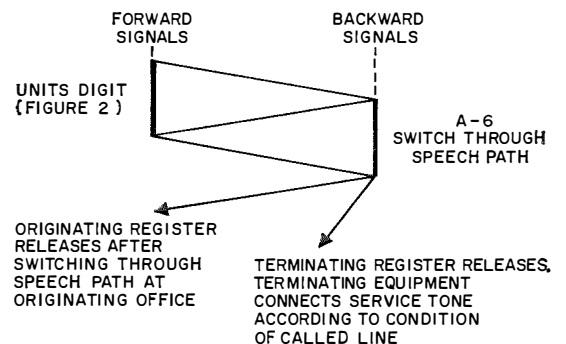 FORWARD
SIGNALS
BACKWARD
SIGNALS
UNITS DIGIT
(FIGURE 2)
A-6
SWITCH THROUGH
SPEECH PATH
ORIGINATING REGISTER
RELEASES AFTER
SWITCHING THROUGH
SPEECH PATH AT
ORIGINATING OFFICE
TERMINATING REGISTER RELEASES.
TERMINATING EQUIPMENT
CONNECTS SERVICE TONE
ACCORDING TO CONDITION
OF CALLED LINE